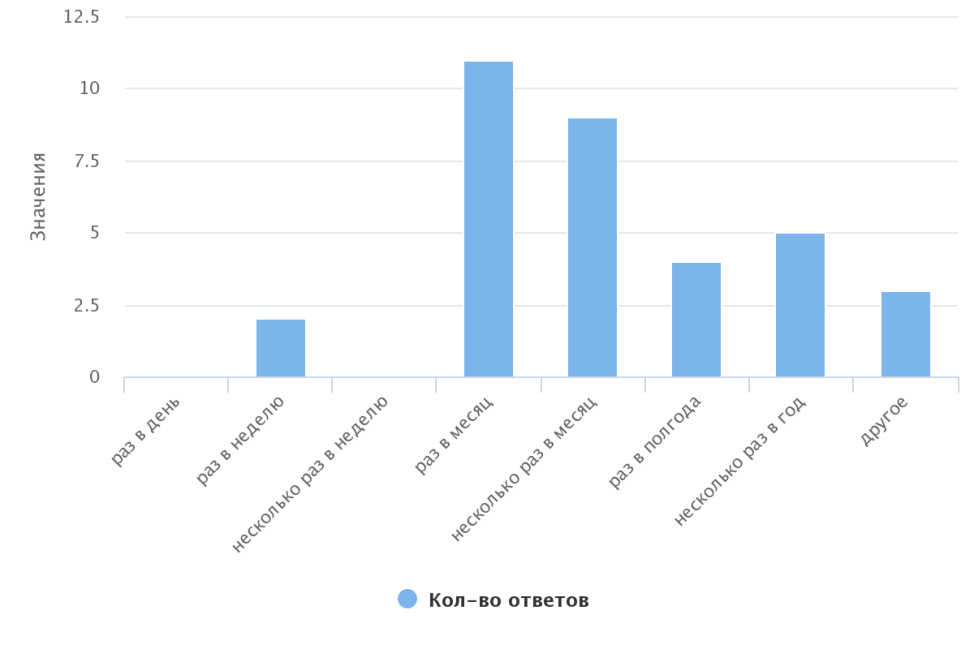 12.5
10
7.5
5
2.5
0
Значения
раз в день
раз в неделю
несколько раз в неделю
раз в месяц
несколько раз в месяц
раз в полгода
несколько раз в год
другое
Кол-во ответов